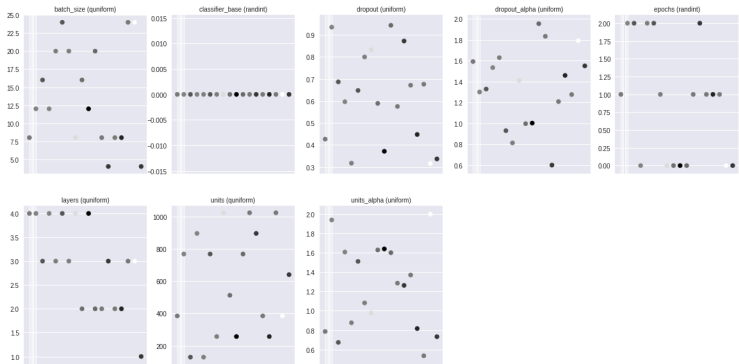 batch_size (quniform) classifier_base (randint) dropout (uniform) dropout_alpha (uniform) epochs (randint)
25.0 22.5 20.0 17.5 15.0 12.5 10.0 7.5 5.0
0.015 0.010 0.005 0.000 -0.005 -0.010 -0.015
0.9 0.8 0.7 0.6 0.5 0.4 0.3
2.0 1.8 1.6 1.4 1.2 1.0 0.8 0.6
2.00 1.75 1.50 1.25 1.00 0.75 0.50 0.25 0.00
layers (quniform) units (quniform) units_alpha (uniform)
4.0 3.5 3.0 2.5 2.0 1.5 1.0
1000 800 600 400 200
2.0 1.8 1.6 1.4 1.2 1.0 0.8 0.6